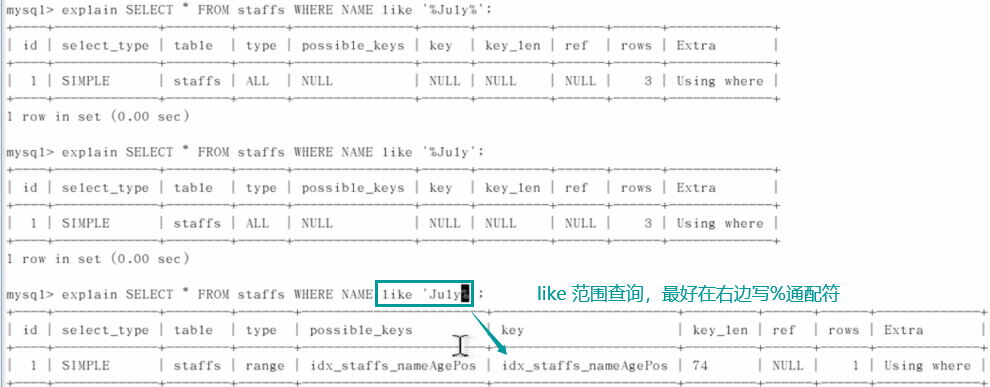 mysql> explain SELECT * FROM staffs WHERE NAME like '%July%';
+----+-------------+--------+------+---------------+------+---------+------+------+-------------+
| id | select_type | table | type | possible_keys | key | key_len | ref | rows | Extra |
+----+-------------+--------+------+---------------+------+---------+------+------+-------------+
| 1 | SIMPLE | staffs | ALL | NULL | NULL | NULL | NULL | 3 | Using where |
+----+-------------+--------+------+---------------+------+---------+------+------+-------------+
1 row in set (0.00 sec)
mysql> explain SELECT * FROM staffs WHERE NAME like '%July';
+----+-------------+--------+------+---------------+------+---------+------+------+-------------+
| id | select_type | table | type | possible_keys | key | key_len | ref | rows | Extra |
+----+-------------+--------+------+---------------+------+---------+------+------+-------------+
| 1 | SIMPLE | staffs | ALL | NULL | NULL | NULL | NULL | 3 | Using where |
+----+-------------+--------+------+---------------+------+---------+------+------+-------------+
1 row in set (0.00 sec)
mysql> explain SELECT * FROM staffs WHERE NAME like 'July%';
like 范围查询，最好在右边写%通配符
+----+-------------+--------+-------+-----------------------+-----------------------+---------+------+------+-------------+
| id | select_type | table | type | possible_keys | key | key_len | ref | rows | Extra |
+----+-------------+--------+-------+-----------------------+-----------------------+---------+------+------+-------------+
| 1 | SIMPLE | staffs | range | idx_staffs_nameAgePos | idx_staffs_nameAgePos | 74 | NULL | 1 | Using where |
+----+-------------+--------+-------+-----------------------+-----------------------+---------+------+------+-------------+